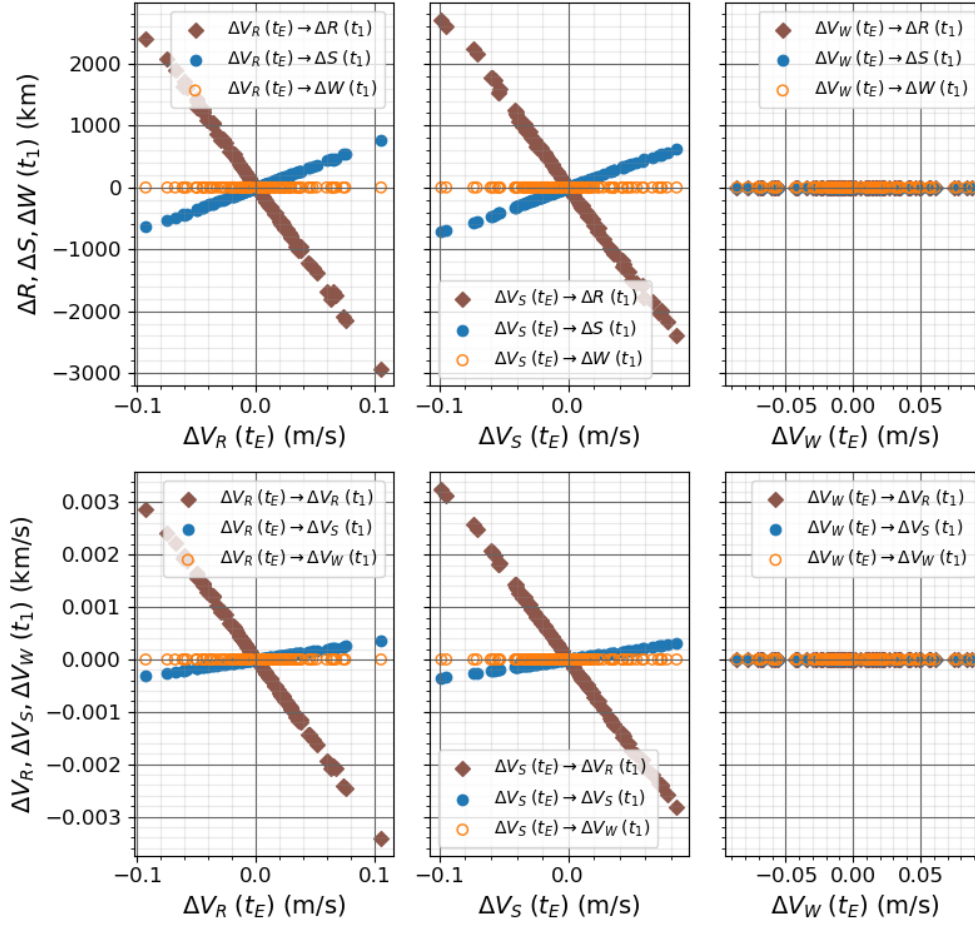 ΔR, ΔS, ΔW (t₁) (km)
2000
1000
0
−1000
−2000
−3000
ΔV_R (t_E) → ΔR (t₁)
ΔV_R (t_E) → ΔS (t₁)
ΔV_R (t_E) → ΔW (t₁)
−0.1
0.0
0.1
ΔV_R (t_E) (m/s)
ΔV_S (t_E) → ΔR (t₁)
ΔV_S (t_E) → ΔS (t₁)
ΔV_S (t_E) → ΔW (t₁)
−0.1
0.0
ΔV_S (t_E) (m/s)
ΔV_W (t_E) → ΔR (t₁)
ΔV_W (t_E) → ΔS (t₁)
ΔV_W (t_E) → ΔW (t₁)
−0.05
0.00
0.05
ΔV_W (t_E) (m/s)
ΔV_R, ΔV_S, ΔV_W (t₁) (km/s)
0.003
0.002
0.001
0.000
−0.001
−0.002
−0.003
ΔV_R (t_E) → ΔV_R (t₁)
ΔV_R (t_E) → ΔV_S (t₁)
ΔV_R (t_E) → ΔV_W (t₁)
−0.1
0.0
0.1
ΔV_R (t_E) (m/s)
ΔV_S (t_E) → ΔV_R (t₁)
ΔV_S (t_E) → ΔV_S (t₁)
ΔV_S (t_E) → ΔV_W (t₁)
−0.1
0.0
ΔV_S (t_E) (m/s)
ΔV_W (t_E) → ΔV_R (t₁)
ΔV_W (t_E) → ΔV_S (t₁)
ΔV_W (t_E) → ΔV_W (t₁)
−0.05
0.00
0.05
ΔV_W (t_E) (m/s)